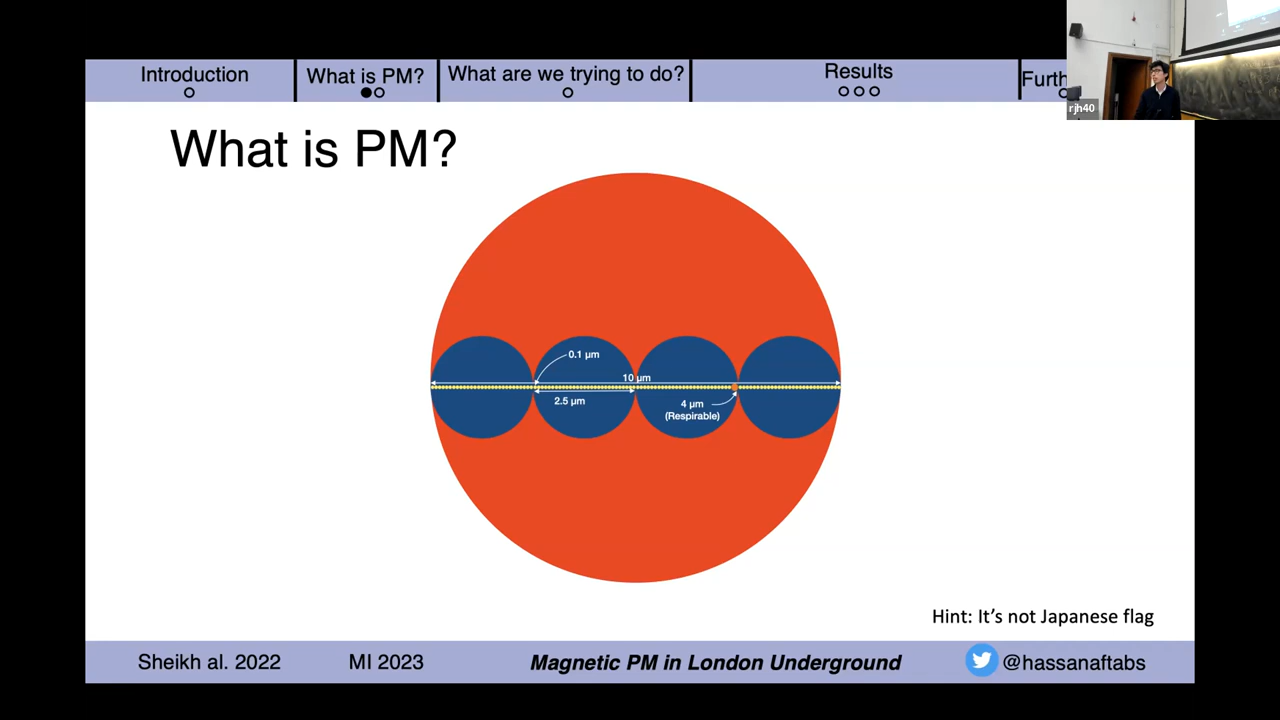 Introduction
What is PM?
What are we trying to do?
Results
Furth
rjh40
What is PM?
0.1 µm
10 µm
2.5 µm
4 µm
(Respirable)
Hint: It's not Japanese flag
Sheikh al. 2022
MI 2023
Magnetic PM in London Underground
@hassanaftabs